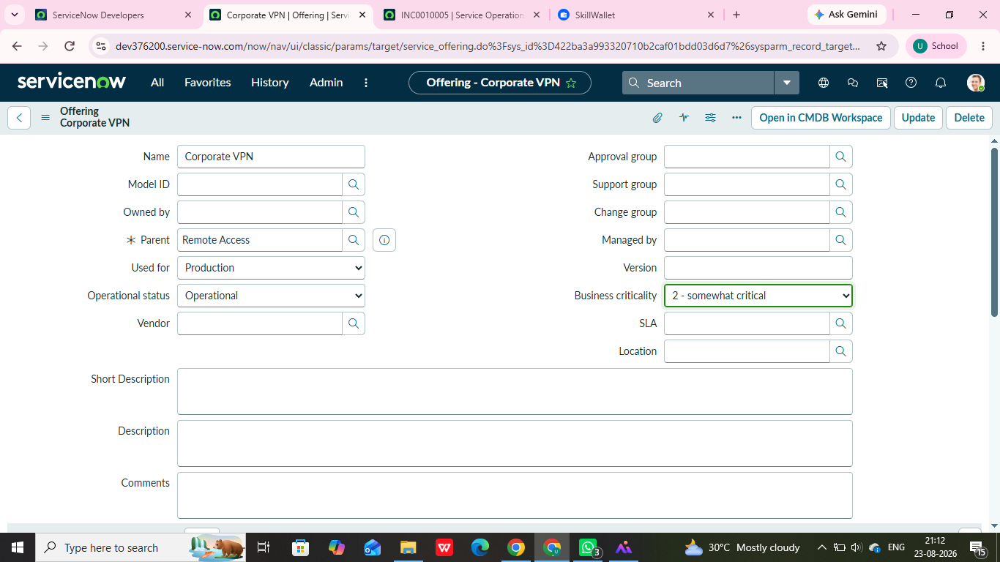 ServiceNow Developers
Corporate VPN | Offering | Servi
INC0010005 | Service Operation
SkillWallet
Ask Gemini
dev376200.service-now.com/now/nav/ui/classic/params/target/service_offering.do%3Fsys_id%3D422ba3a993320710b2caf01bdd03d6d7%26sysparm_record_target...
U School
servicenow All Favorites History Admin
Offering - Corporate VPN
Search
Offering
Corporate VPN
Open in CMDB Workspace Update Delete
Name Corporate VPN
Approval group
Model ID
Support group
Owned by
Change group
Parent Remote Access
Managed by
Used for Production
Version
Operational status Operational
Business criticality 2 - somewhat critical
Vendor
SLA
Location
Short Description
Description
Comments
Type here to search
W
3
30°C Mostly cloudy
ENG
21:12
23-08-2026
15